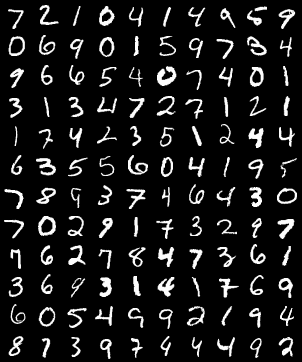 7 2 1 0 4 1 4 9 5 9
0 6 9 0 1 5 9 7 3 4
9 6 6 5 4 0 7 4 0 1
3 1 3 4 7 2 7 1 2 1
1 7 4 2 3 5 1 2 4 4
6 3 5 5 6 0 4 1 9 5
7 8 9 3 7 4 6 4 3 0
7 0 2 9 1 7 3 2 9 7
7 6 2 7 8 4 7 3 6 1
3 6 9 3 1 4 1 7 6 9
6 0 5 4 9 9 2 1 9 4
8 7 3 9 7 4 4 4 9 2